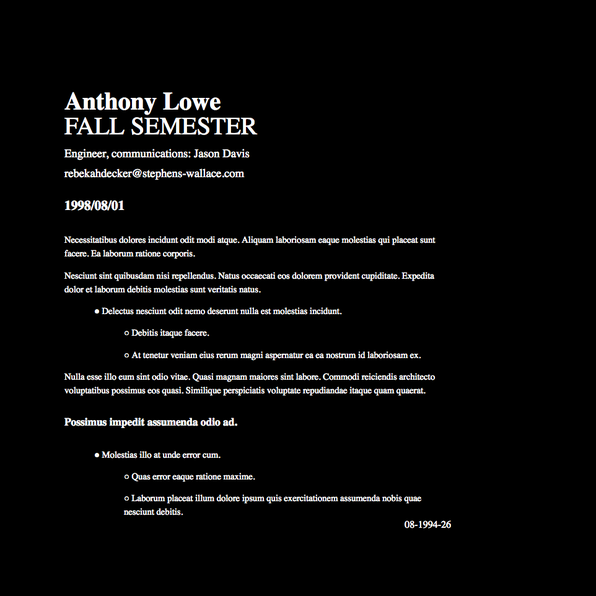 Anthony Lowe
FALL SEMESTER
Engineer, communications: Jason Davis
rebekahdecker@stephens-wallace.com
1998/08/01
Necessitatibus dolores incidunt odit modi atque. Aliquam laboriosam eaque molestias qui placeat sunt
facere. Ea laborum ratione corporis.
Nesciunt sint quibusdam nisi repellendus. Natus occaecati eos dolorem provident cupiditate. Expedita
dolor et laborum debitis molestias sunt veritatis natus.
● Delectus nesciunt odit nemo deserunt nulla est molestias incidunt.
○ Debitis itaque facere.
○ At tenetur veniam eius rerum magni aspernatur ea ea nostrum id laboriosam ex.
Nulla esse illo eum sint odio vitae. Quasi magnam maiores sint labore. Commodi reiciendis architecto
voluptatibus possimus eos quasi. Similique perspiciatis voluptate repudiandae itaque quam quaerat.
Possimus impedit assumenda odio ad.
● Molestias illo at unde error cum.
○ Quas error eaque ratione maxime.
○ Laborum placeat illum dolore ipsum quis exercitationem assumenda nobis quae
nesciunt debitis.
08-1994-26